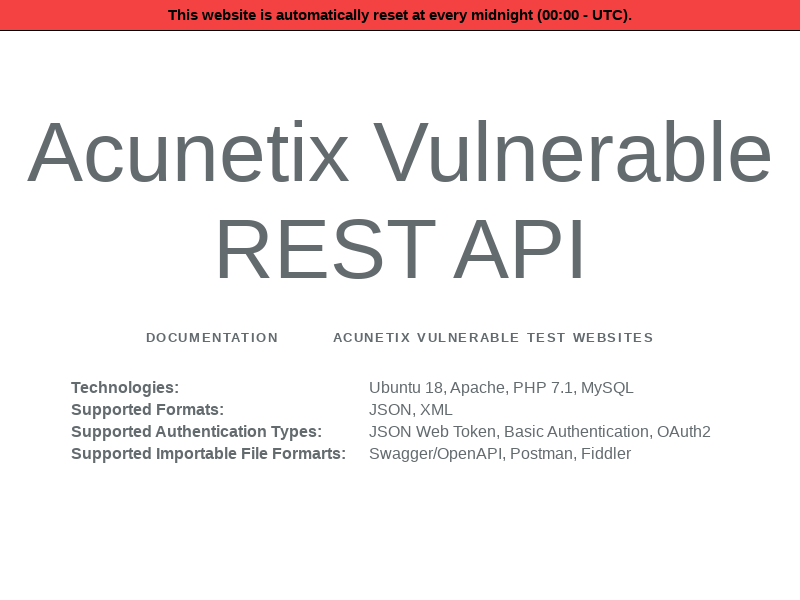 This website is automatically reset at every midnight (00:00 - UTC).
Acunetix Vulnerable
REST API
DOCUMENTATION ACUNETIX VULNERABLE TEST WEBSITES
Technologies: Ubuntu 18, Apache, PHP 7.1, MySQL
Supported Formats: JSON, XML
Supported Authentication Types: JSON Web Token, Basic Authentication, OAuth2
Supported Importable File Formarts: Swagger/OpenAPI, Postman, Fiddler